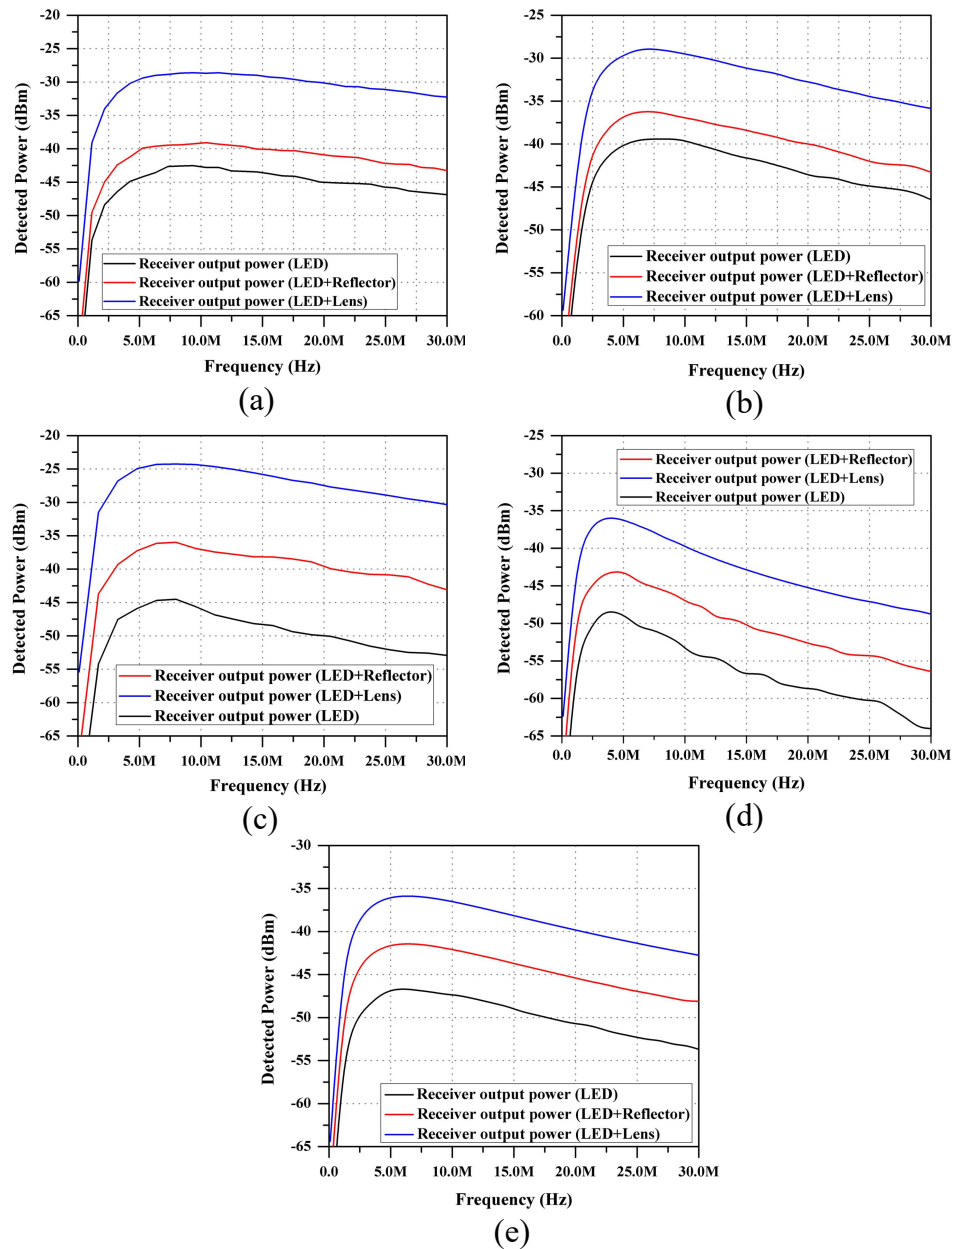 Detected Power (dBm)
-20
-25
-30
-35
-40
-45
-50
-55
-60
-65
Receiver output power (LED)
Receiver output power (LED+Reflector)
Receiver output power (LED+Lens)
0.0 5.0M 10.0M 15.0M 20.0M 25.0M 30.0M
Frequency (Hz)
(a)
Detected Power (dBm)
-25
-30
-35
-40
-45
-50
-55
-60
Receiver output power (LED)
Receiver output power (LED+Reflector)
Receiver output power (LED+Lens)
0.0 5.0M 10.0M 15.0M 20.0M 25.0M 30.0M
Frequency (Hz)
(b)
Detected Power (dBm)
-20
-25
-30
-35
-40
-45
-50
-55
-60
-65
Receiver output power (LED+Reflector)
Receiver output power (LED+Lens)
Receiver output power (LED)
0.0 5.0M 10.0M 15.0M 20.0M 25.0M 30.0M
Frequency (Hz)
(c)
Detected Power (dBm)
-25
-30
-35
-40
-45
-50
-55
-60
-65
Receiver output power (LED+Reflector)
Receiver output power (LED+Lens)
Receiver output power (LED)
0.0 5.0M 10.0M 15.0M 20.0M 25.0M 30.0M
Frequency (Hz)
(d)
Detected Power (dBm)
-30
-35
-40
-45
-50
-55
-60
-65
Receiver output power (LED)
Receiver output power (LED+Reflector)
Receiver output power (LED+Lens)
0.0 5.0M 10.0M 15.0M 20.0M 25.0M 30.0M
Frequency (Hz)
(e)